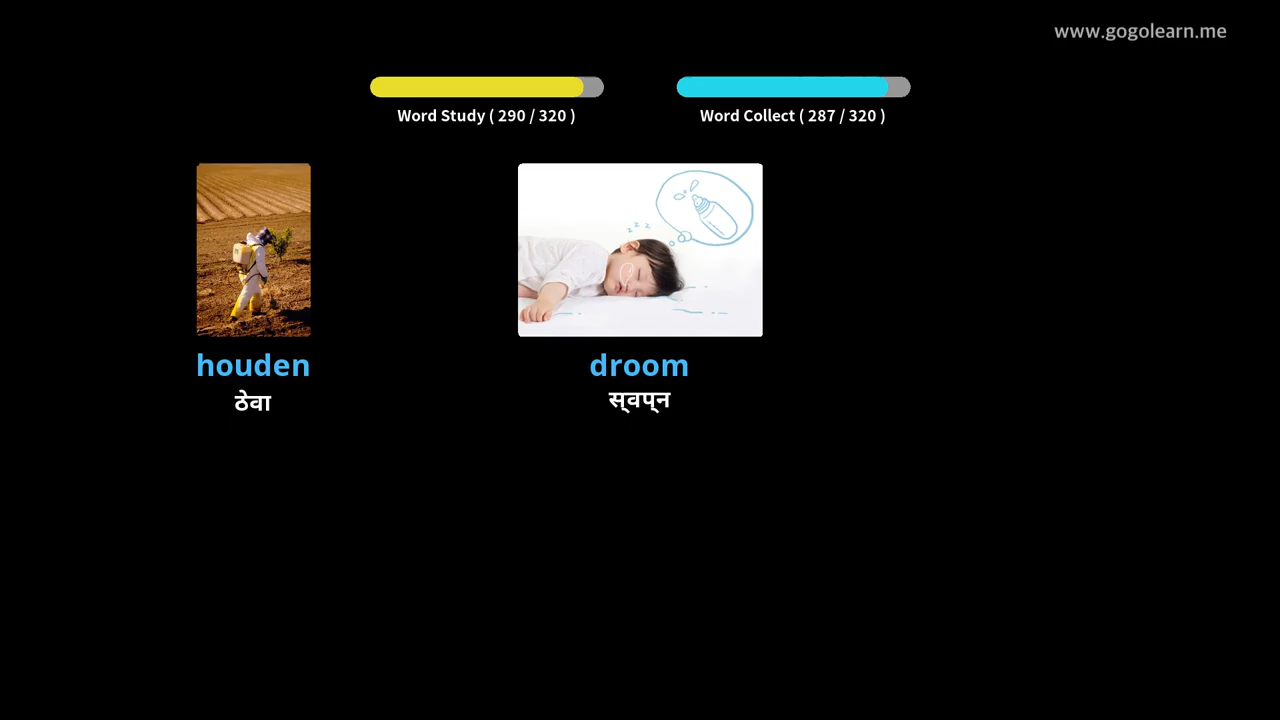 www.gogolearn.me
Word Study ( 290 / 320 )
Word Collect ( 287 / 320 )
houden
droom
ठेवा
स्वप्न